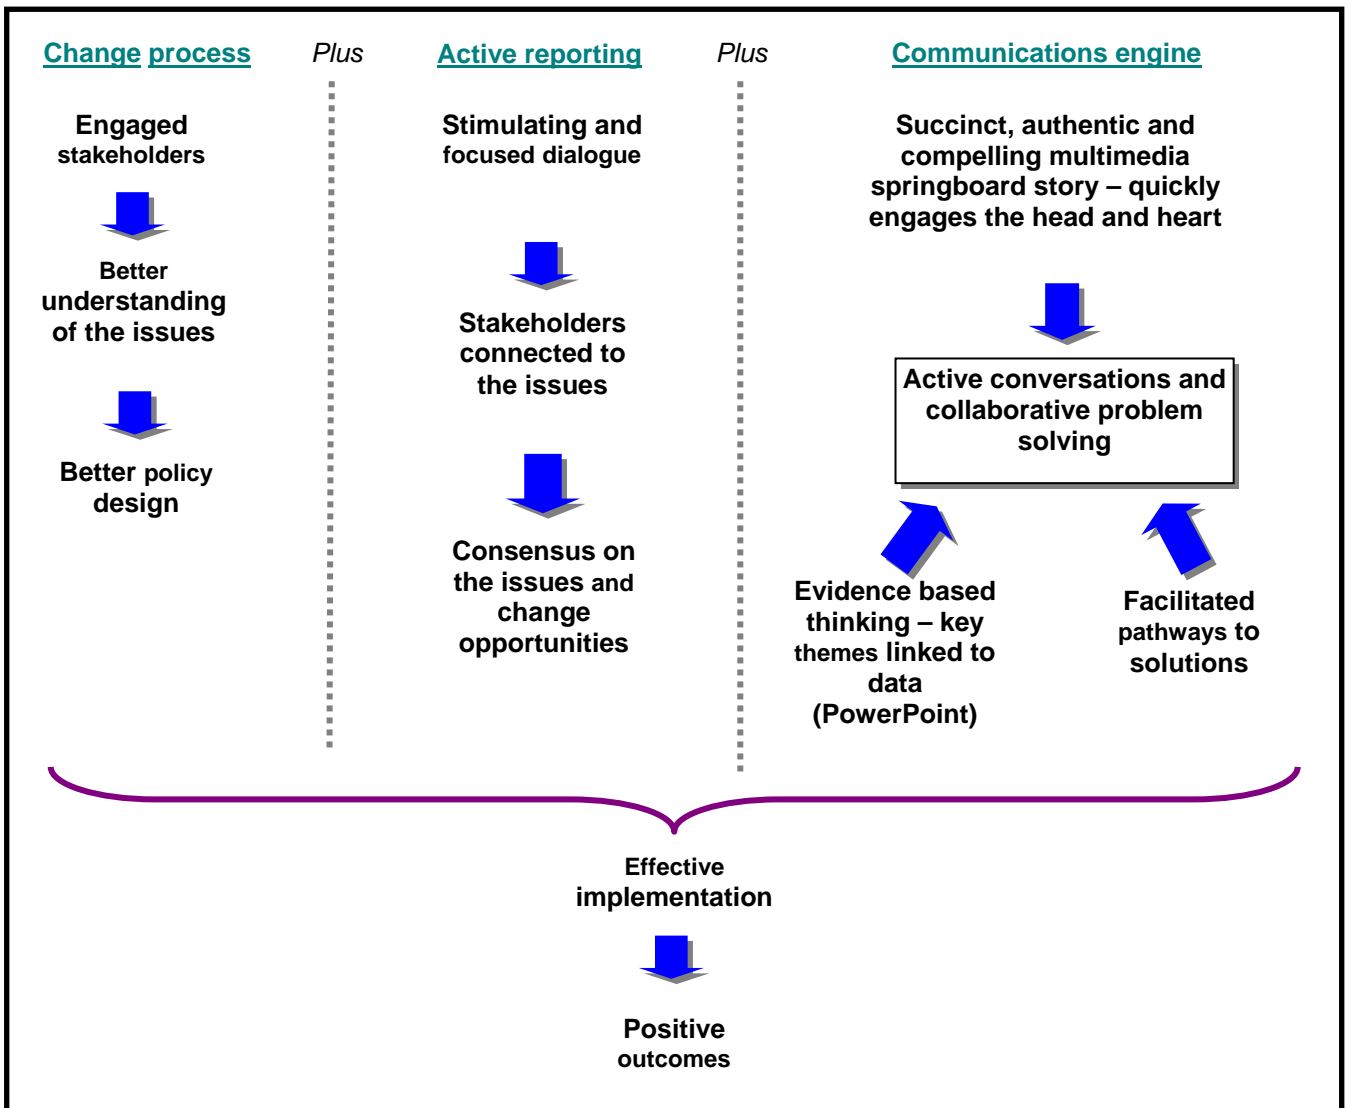 Change process
Plus
Active reporting
Plus
Communications engine
Engaged
stakeholders
Better
understanding
of the issues
Better policy
design
Stimulating and
focused dialogue
Stakeholders
connected to
the issues
Consensus on
the issues and
change
opportunities
Succinct, authentic and
compelling multimedia
springboard story – quickly
engages the head and heart
Active conversations and
collaborative problem
solving
Evidence based
thinking – key
themes linked to
data
(PowerPoint)
Facilitated
pathways to
solutions
Effective
implementation
Positive
outcomes